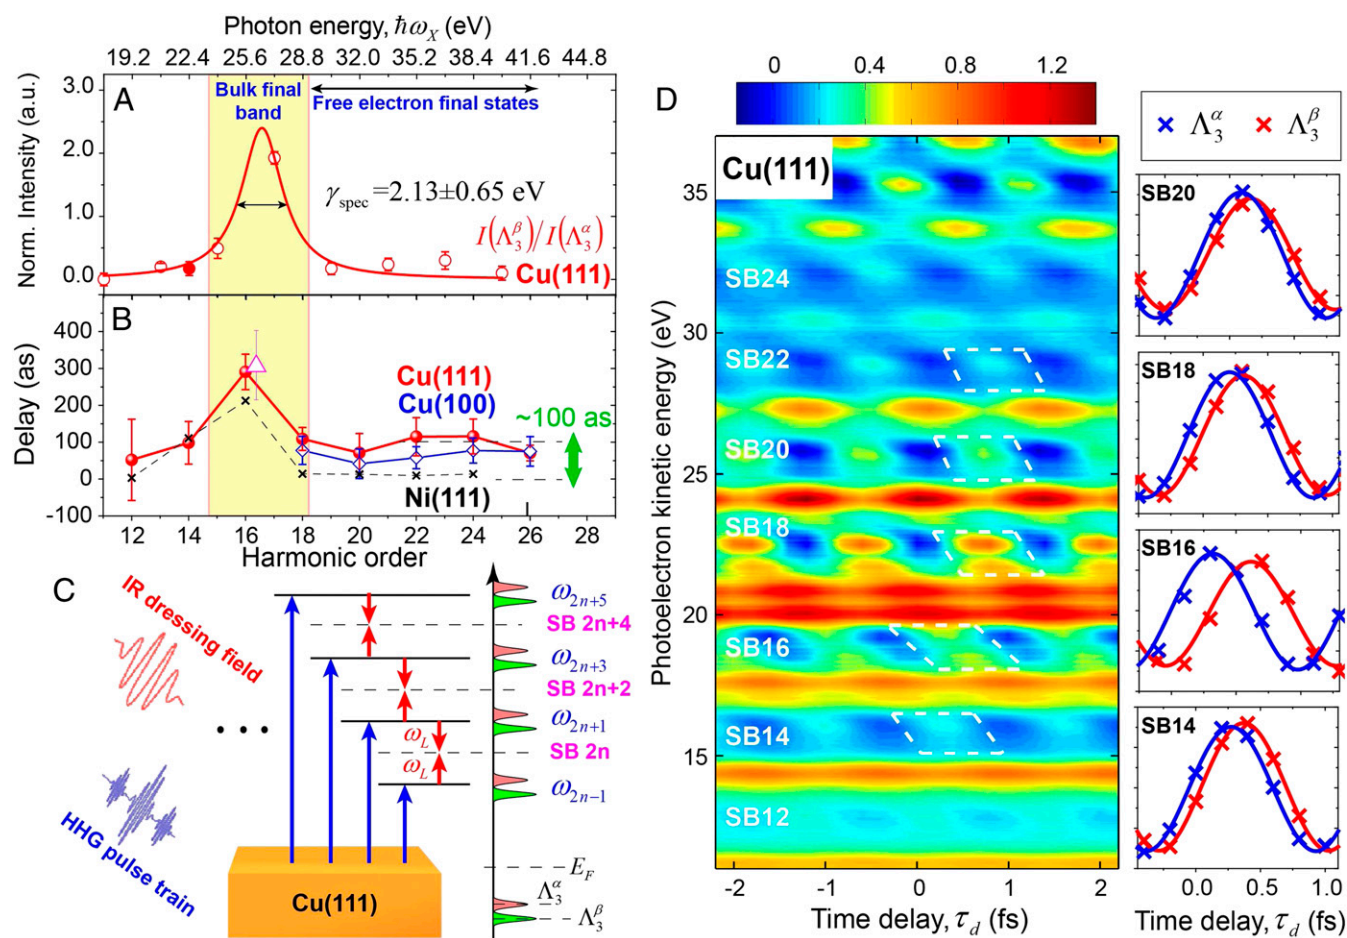 Photon energy, ħω_X (eV)
19.2 22.4 25.6 28.8 32.0 35.2 38.4 41.6 44.8
A
Norm. Intensity (a.u.)
3.0
2.0
1.0
0.0
Bulk final
band
Free electron final states
γ_spec =2.13±0.65 eV
I(Λ₃^β)/I(Λ₃^α)
Cu(111)
B
Delay (as)
400
300
200
100
0
-100
Cu(111)
Cu(100)
~100 as
Ni(111)
12 14 16 18 20 22 24 26 28
Harmonic order
C
IR dressing field
HHG pulse train
...
ω_L
ω_L
Cu(111)
ω_2n+5
SB 2n+4
ω_2n+3
SB 2n+2
ω_2n+1
SB 2n
ω_2n−1
E_F
Λ₃^α
Λ₃^β
D
0 0.4 0.8 1.2
Cu(111)
Photoelectron kinetic energy (eV)
35
30
25
20
15
SB24
SB22
SB20
SB18
SB16
SB14
SB12
-2 -1 0 1 2
Time delay, τ_d (fs)
Λ₃^α Λ₃^β
SB20
SB18
SB16
SB14
0.0 0.5 1.0
Time delay, τ_d (fs)